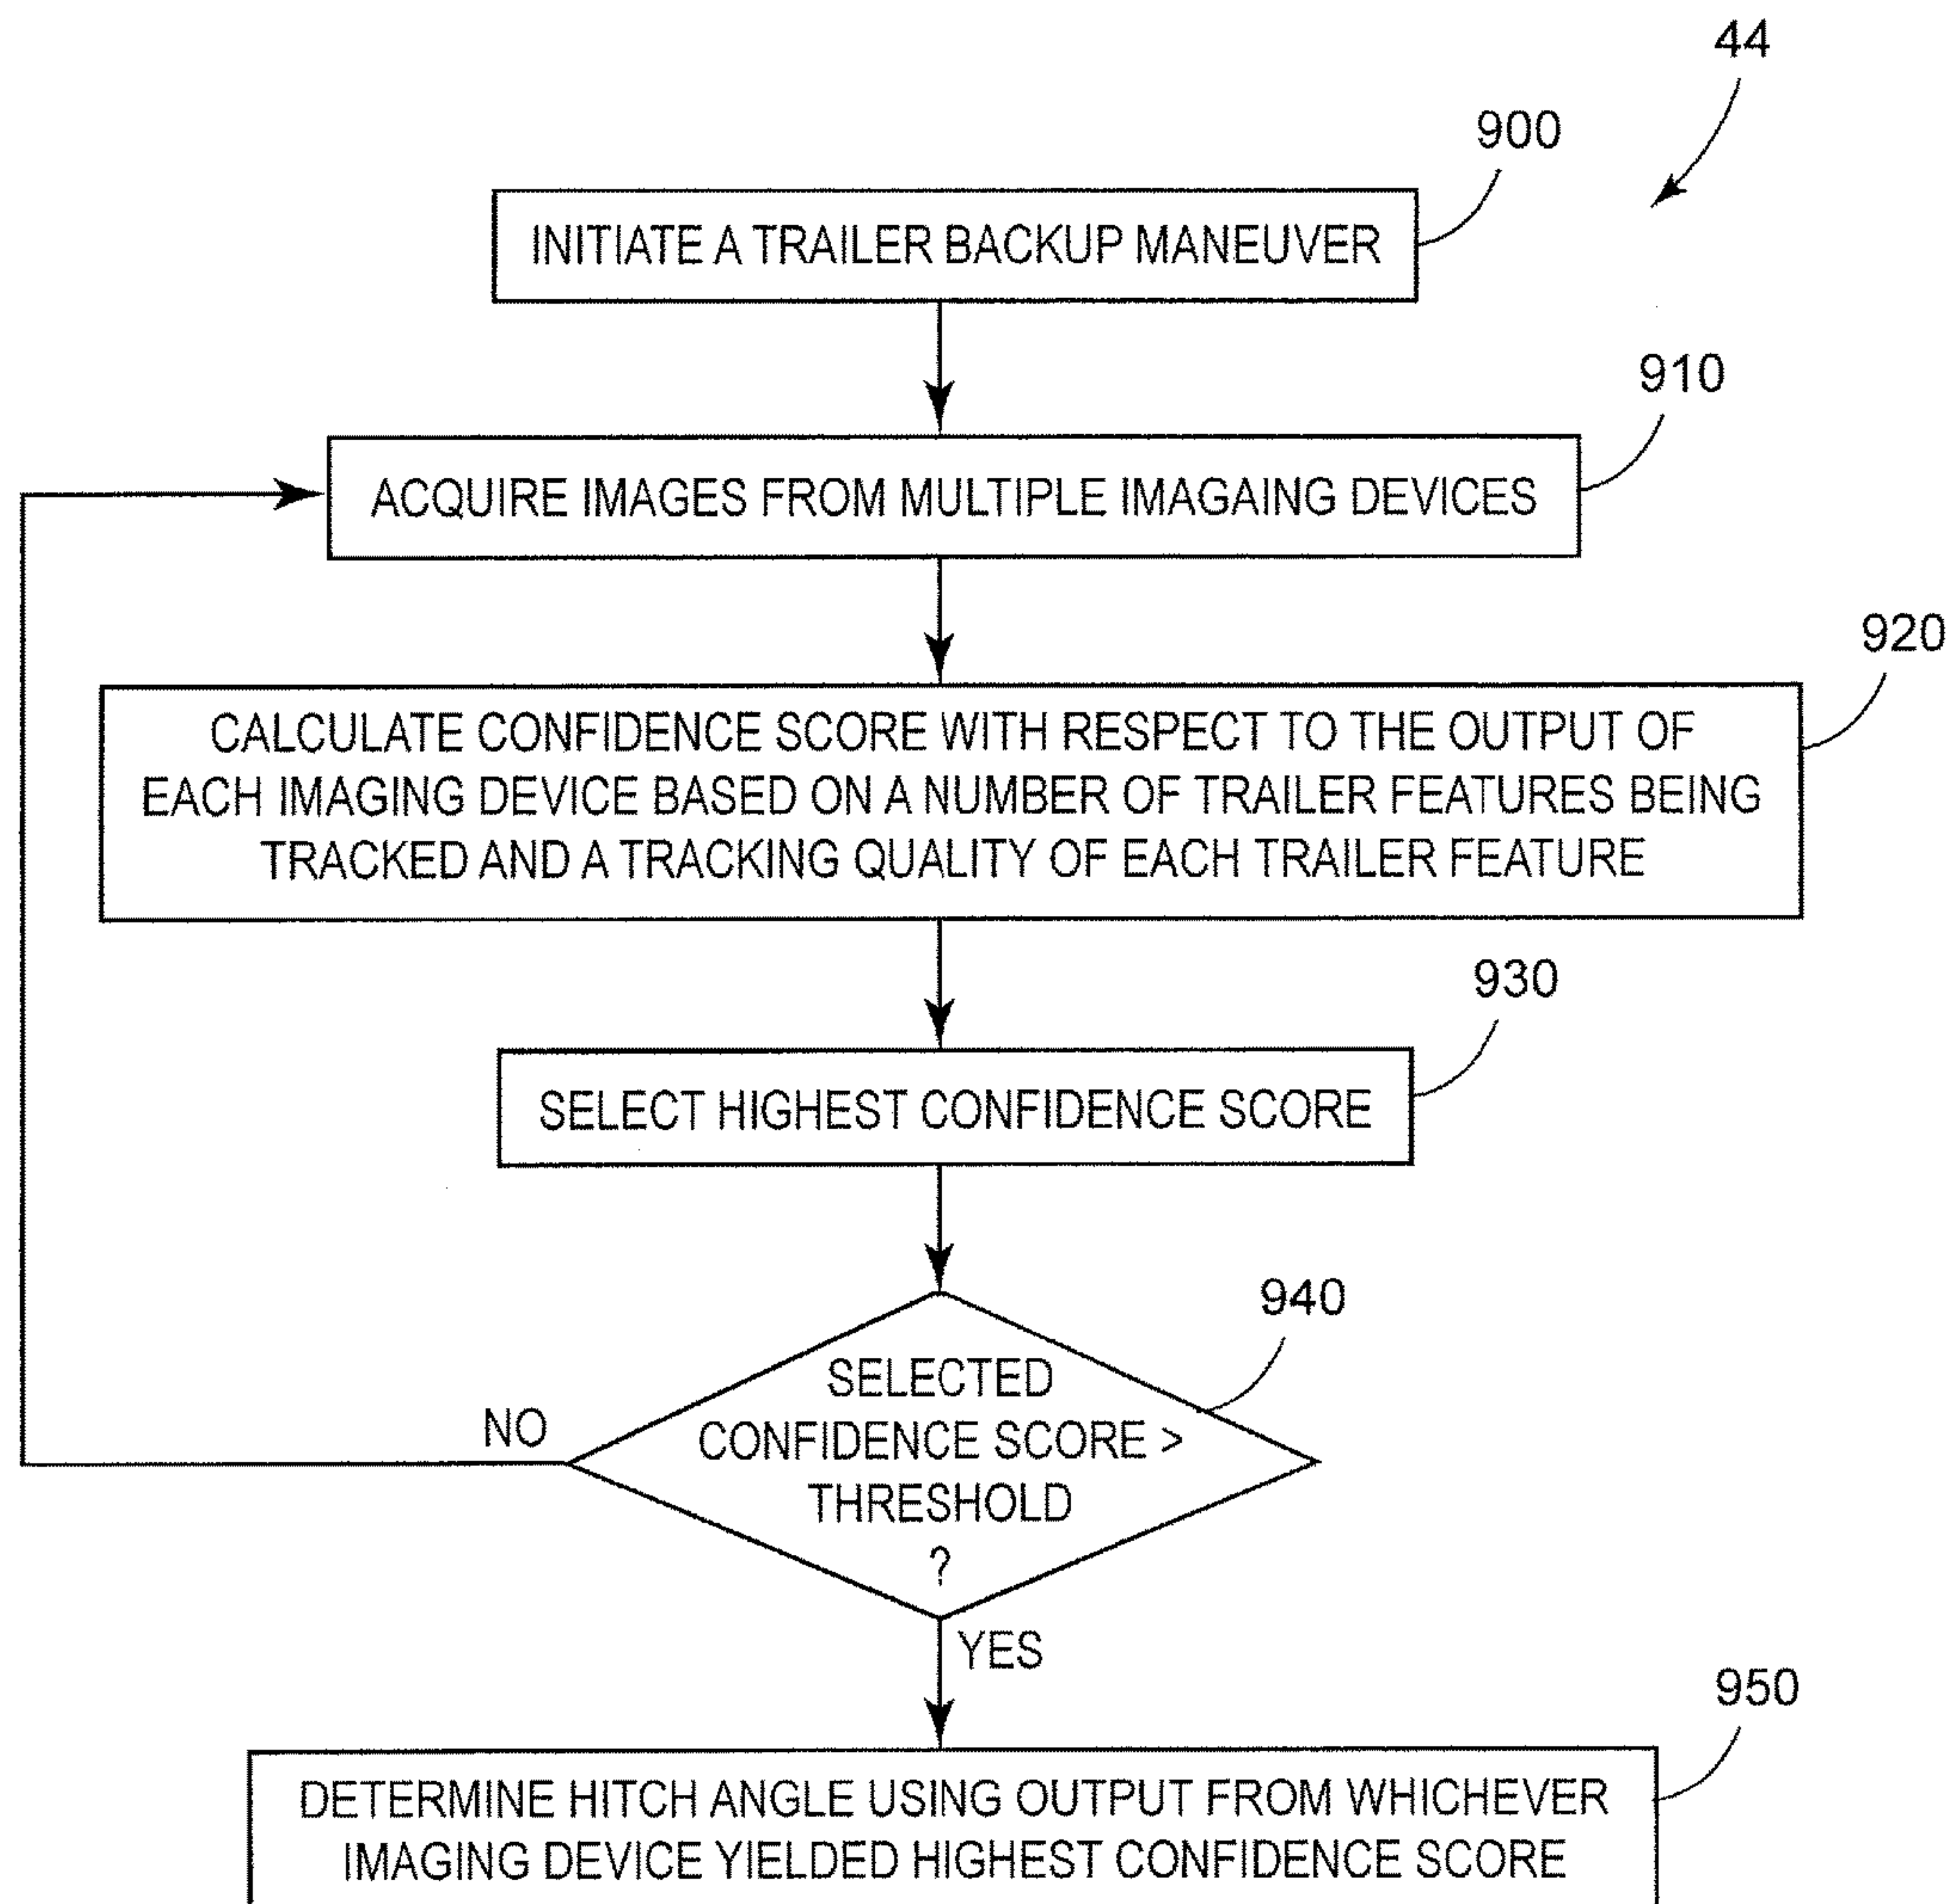 44
900
INITIATE A TRAILER BACKUP MANEUVER
910
ACQUIRE IMAGES FROM MULTIPLE IMAGAING DEVICES
920
CALCULATE CONFIDENCE SCORE WITH RESPECT TO THE OUTPUT OF
EACH IMAGING DEVICE BASED ON A NUMBER OF TRAILER FEATURES BEING
TRACKED AND A TRACKING QUALITY OF EACH TRAILER FEATURE
930
SELECT HIGHEST CONFIDENCE SCORE
940
SELECTED
CONFIDENCE SCORE >
THRESHOLD
?
NO
YES
950
DETERMINE HITCH ANGLE USING OUTPUT FROM WHICHEVER
IMAGING DEVICE YIELDED HIGHEST CONFIDENCE SCORE